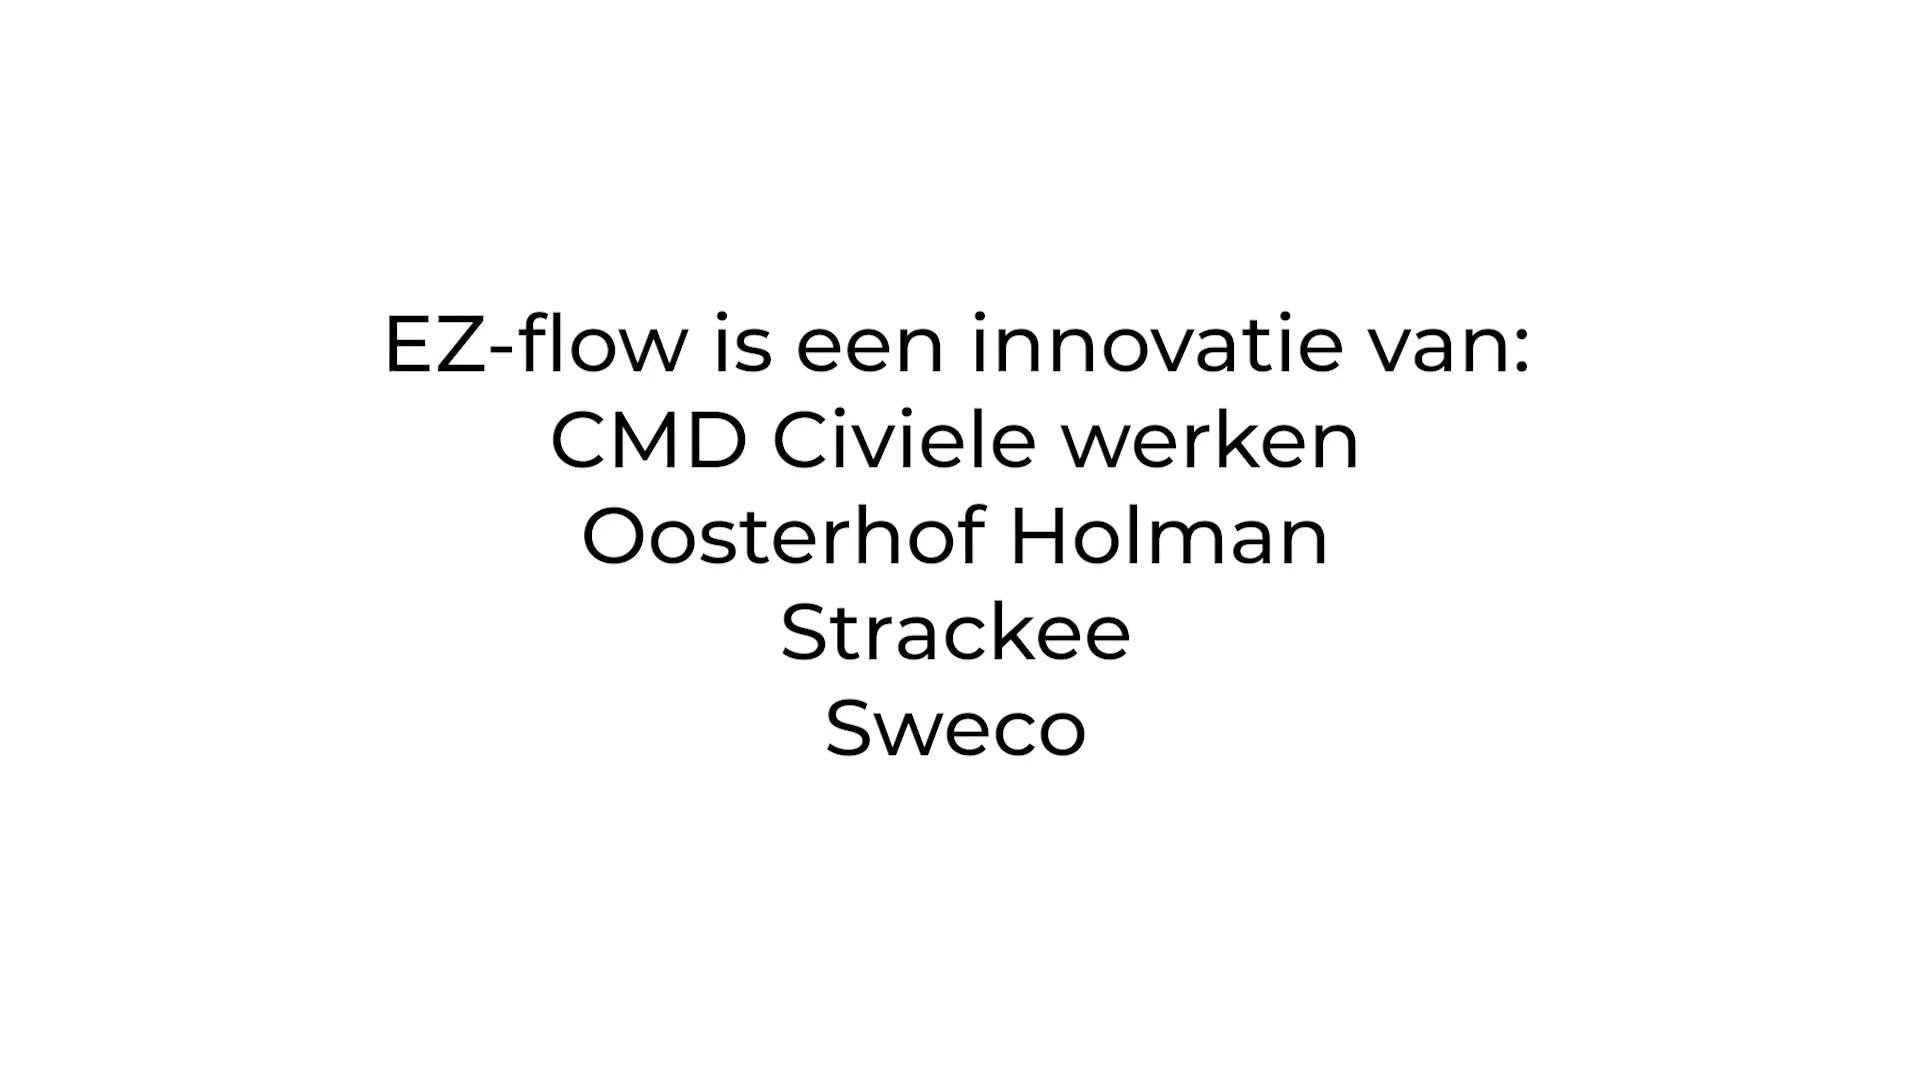 EZ-flow is een innovatie van:
CMD Civiele werken
Oosterhof Holman
Strackee
Sweco